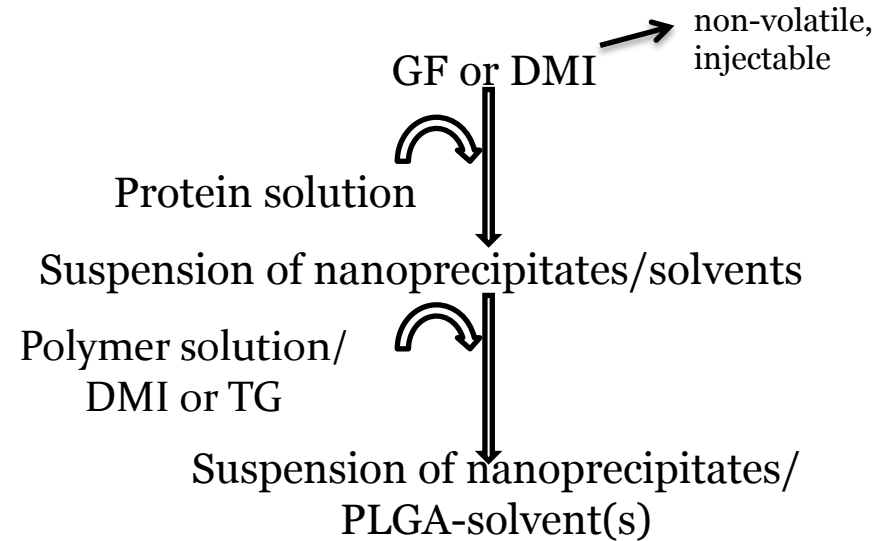 non-volatile,
injectable
GF or DMI
Protein solution
Suspension of nanoprecipitates/solvents
Polymer solution/
DMI or TG
Suspension of nanoprecipitates/
PLGA-solvent(s)